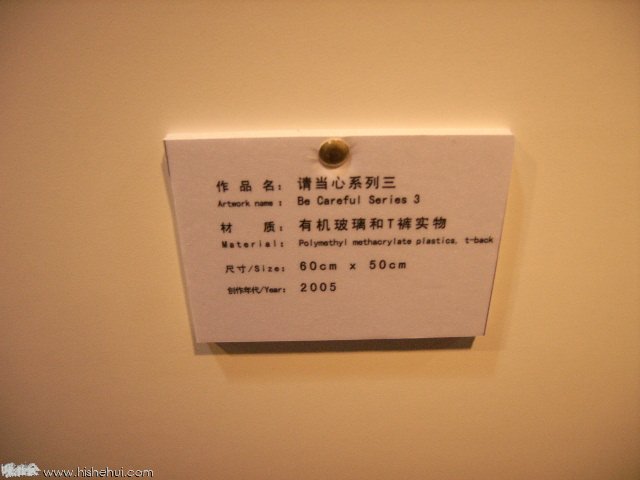 作品名： 请当心系列三
Artwork name : Be Careful Series 3
材 质： 有机玻璃和T裤实物
Material: Polymethyl methacrylate plastics, t-back
尺寸/Size: 60cm x 50cm
创作年代/Year: 2005
www.hishehui.com